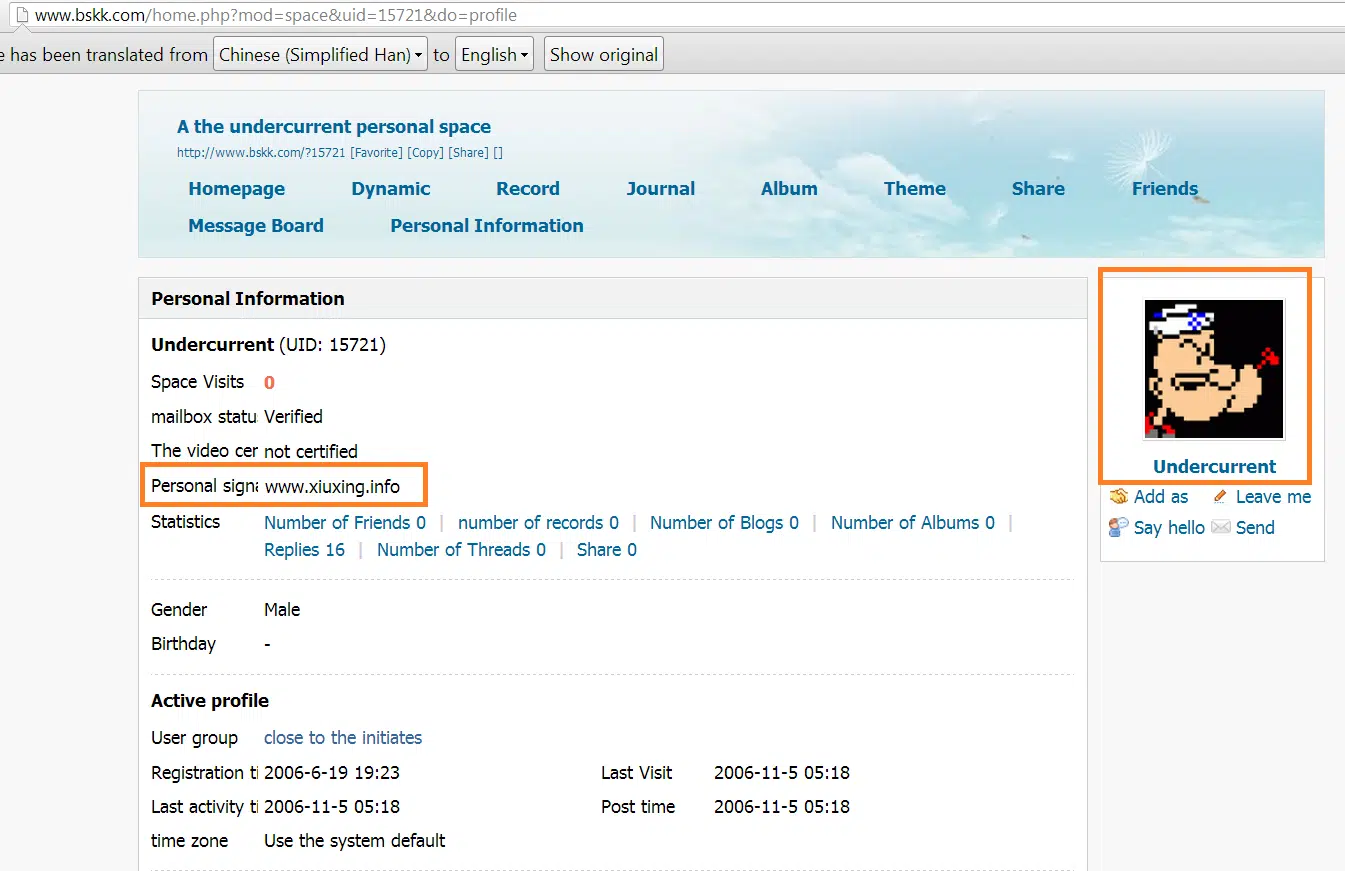 www.bskk.com/home.php?mod=space&uid=15721&do=profile
e has been translated from Chinese (Simplified Han) to English Show original
A the undercurrent personal space
http://www.bskk.com/?15721 [Favorite] [Copy] [Share] []
Homepage Dynamic Record Journal Album Theme Share Friends
Message Board Personal Information
Personal Information
Undercurrent (UID: 15721)
Space Visits 0
mailbox statu Verified
The video cer not certified
Personal signa www.xiuxing.info
Statistics Number of Friends 0 | number of records 0 | Number of Blogs 0 | Number of Albums 0 |
Replies 16 | Number of Threads 0 | Share 0
Gender Male
Birthday -
Active profile
User group close to the initiates
Registration ti 2006-6-19 19:23 Last Visit 2006-11-5 05:18
Last activity ti 2006-11-5 05:18 Post time 2006-11-5 05:18
time zone Use the system default
Undercurrent
Add as Leave me
Say hello Send